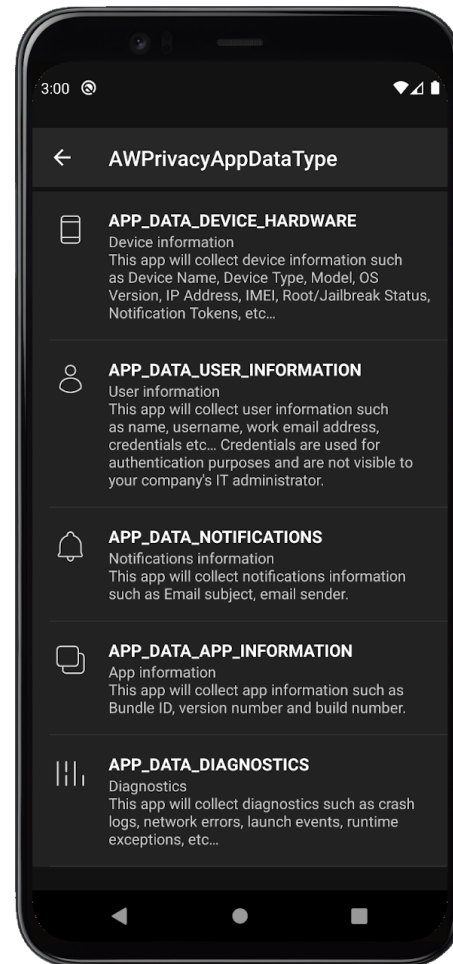 3:00
AWPrivacyAppDataType
APP_DATA_DEVICE_HARDWARE
Device information
This app will collect device information such
as Device Name, Device Type, Model, OS
Version, IP Address, IMEI, Root/Jailbreak Status,
Notification Tokens, etc...
APP_DATA_USER_INFORMATION
User information
This app will collect user information such
as name, username, work email address,
credentials etc... Credentials are used for
authentication purposes and are not visible to
your company's IT administrator.
APP_DATA_NOTIFICATIONS
Notifications information
This app will collect notifications information
such as Email subject, email sender.
APP_DATA_APP_INFORMATION
App information
This app will collect app information such as
Bundle ID, version number and build number.
APP_DATA_DIAGNOSTICS
Diagnostics
This app will collect diagnostics such as crash
logs, network errors, launch events, runtime
exceptions, etc...